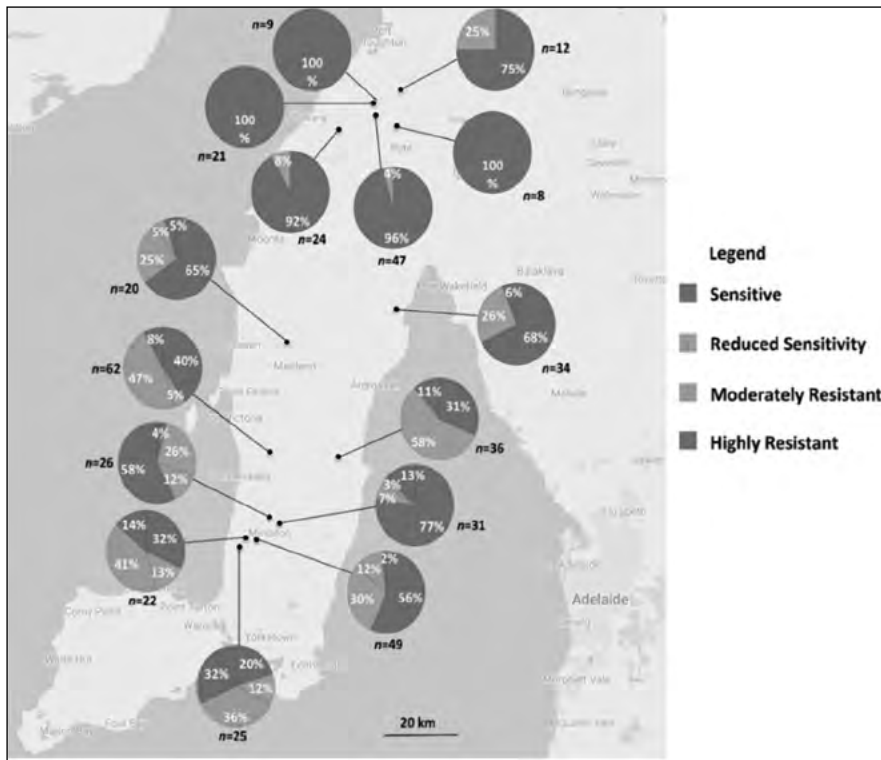 n=9
100
%
25%
n=12
75%
100
%
n=21
100
%
n=8
8%
92%
n=24
4%
96%
n=47
Moonta
5%
5%
25%
65%
n=20
Balaklava
Port Wakefield
6%
26%
68%
n=34
Maitland
8%
40%
47%
5%
n=62
Ardrossan
11%
31%
58%
n=36
4%
26%
58%
12%
n=26
13%
3%
7%
77%
n=31
Minlaton
14%
32%
41%
13%
n=22
2%
12%
30%
56%
n=49
Adelaide
Adelaide
Point Turton
Corny Point
Yorketown
32%
20%
12%
36%
n=25
20 km
Legend
Sensitive
Reduced Sensitivity
Moderately Resistant
Highly Resistant